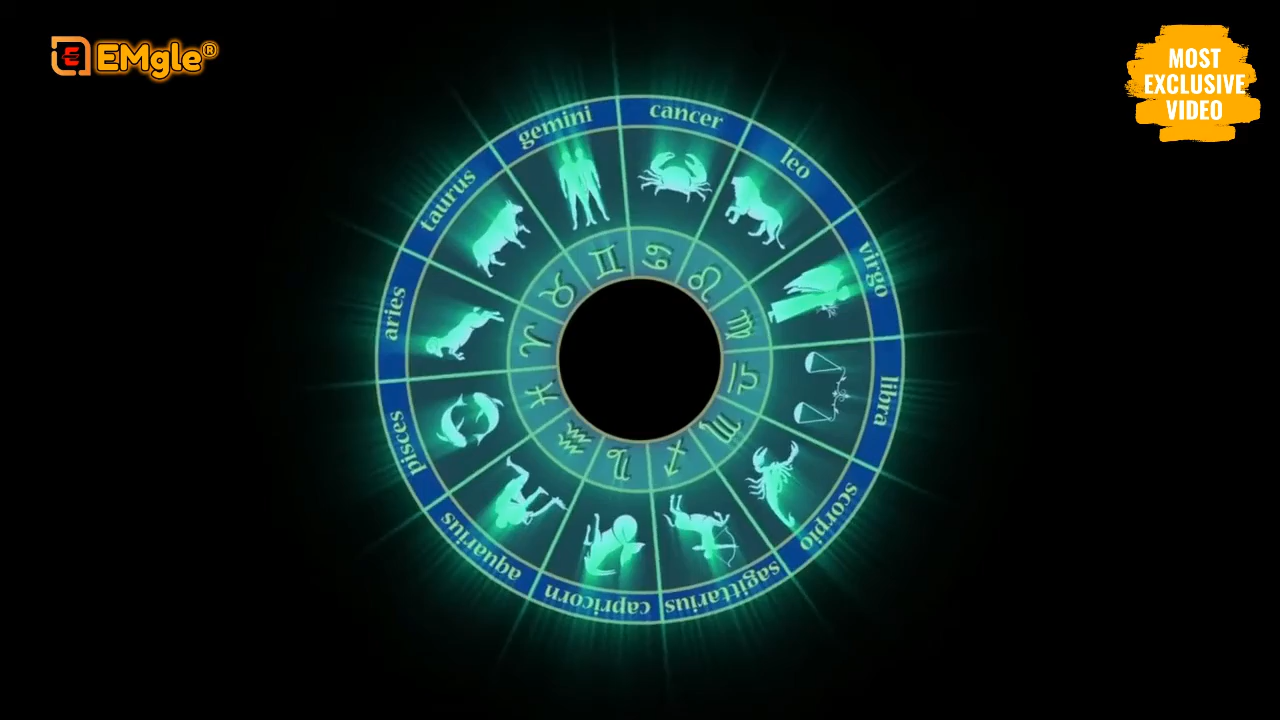 EMgle®
MOST
EXCLUSIVE
VIDEO
gemini
cancer
leo
virgo
libra
scorpio
sagittarius
capricorn
aquarius
pisces
aries
taurus